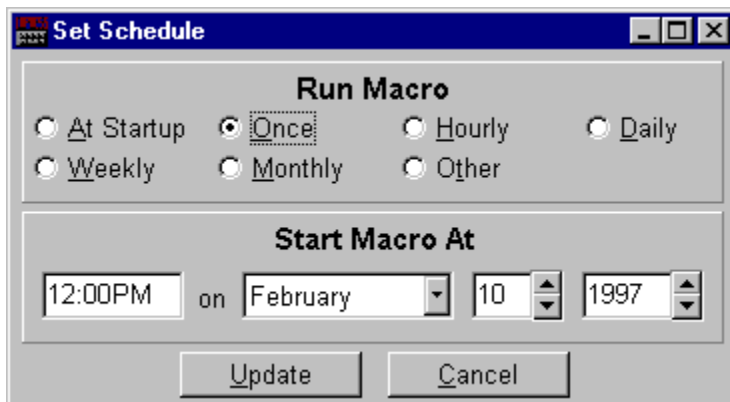 Set Schedule
Run Macro
At Startup Once Hourly Daily
Weekly Monthly Other
Start Macro At
12:00PM on February 10 1997
Update Cancel